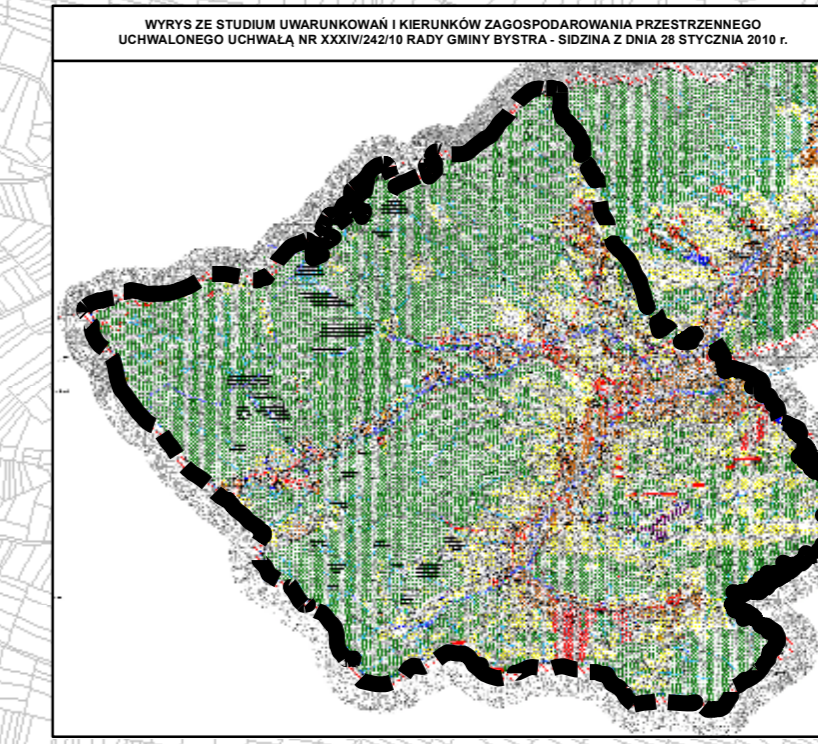 WYRYS ZE STUDIUM UWARUNKOWAŃ I KIERUNKÓW ZAGOSPODAROWANIA PRZESTRZENNEGO
UCHWALONEGO UCHWAŁĄ NR XXXIV/242/10 RADY GMINY BYSTRA - SIDZINA Z DNIA 28 STYCZNIA 2010 r.